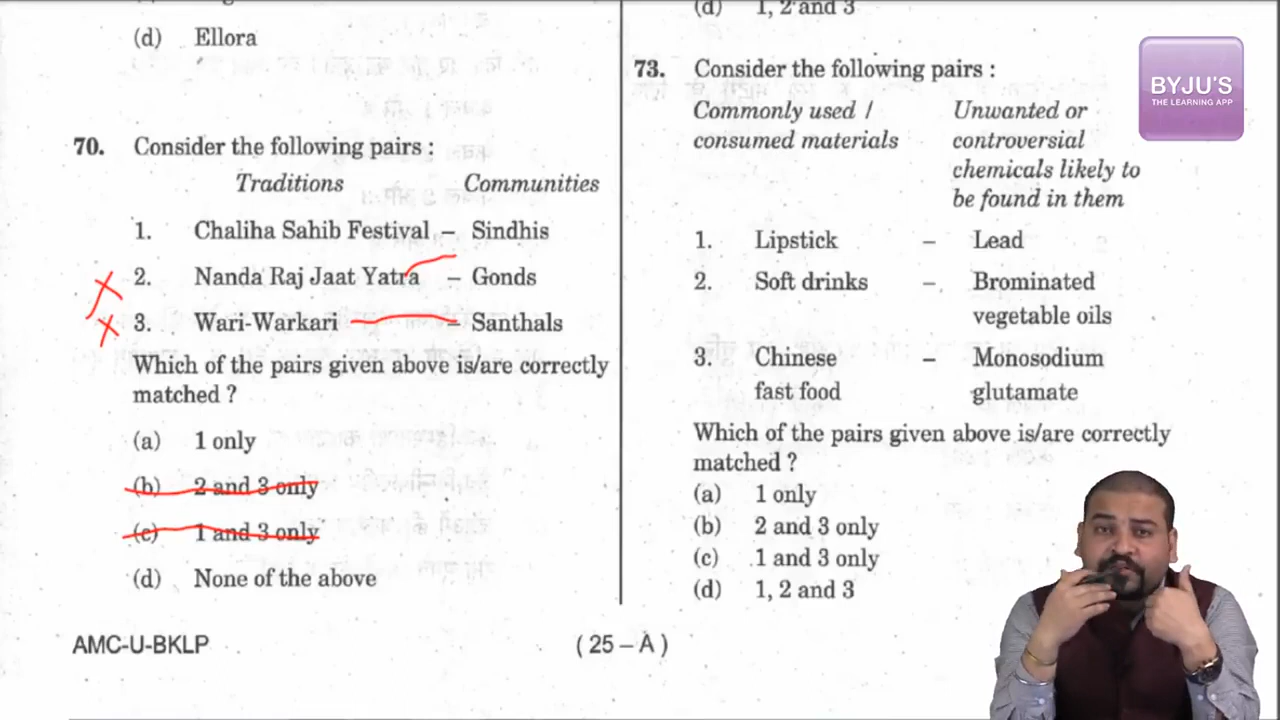 (d) Ellora
70. Consider the following pairs :
Traditions Communities
1. Chaliha Sahib Festival – Sindhis
2. Nanda Raj Jaat Yatra – Gonds
3. Wari-Warkari – Santhals
Which of the pairs given above is/are correctly
matched ?
(a) 1 only
(b) 2 and 3 only
(c) 1 and 3 only
(d) None of the above
AMC-U-BKLP
( 25 – A )
(d) 1, 2 and 3
73. Consider the following pairs :
Commonly used / Unwanted or
consumed materials controversial
chemicals likely to
be found in them
1. Lipstick – Lead
2. Soft drinks – Brominated
vegetable oils
3. Chinese – Monosodium
fast food glutamate
Which of the pairs given above is/are correctly
matched ?
(a) 1 only
(b) 2 and 3 only
(c) 1 and 3 only
(d) 1, 2 and 3
BYJU'S
THE LEARNING APP